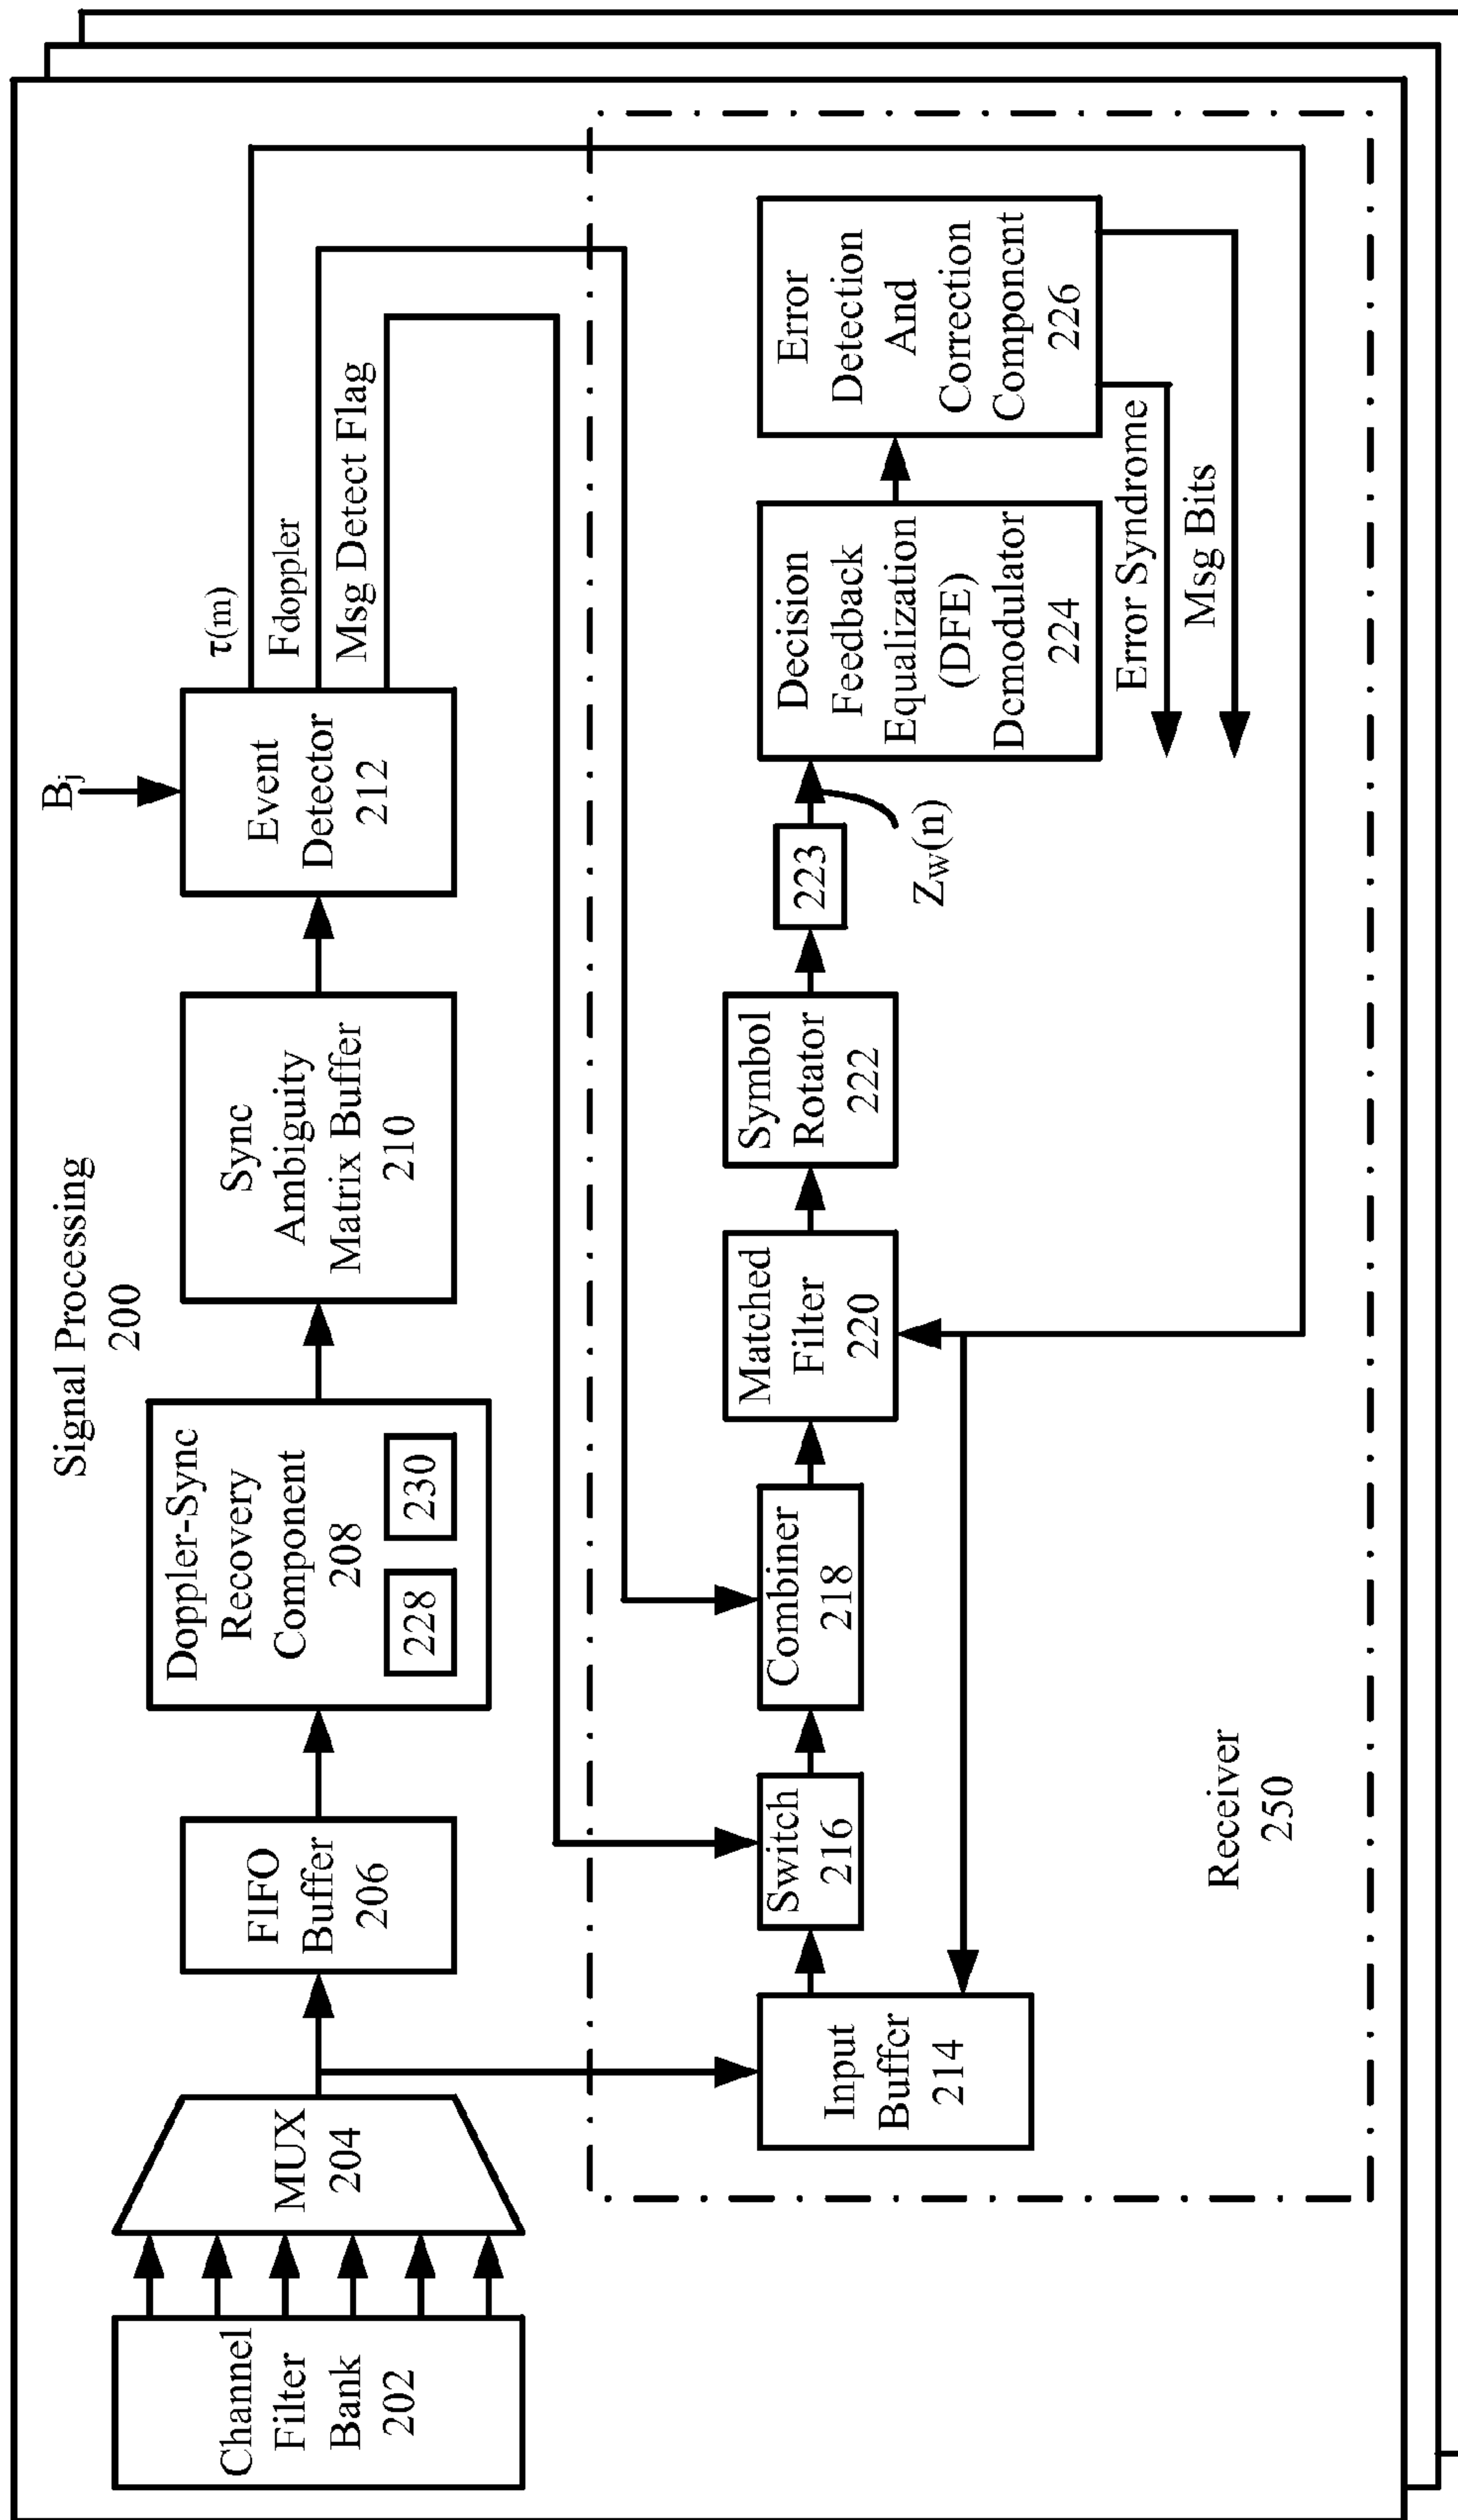 Signal Processing
200
Channel
Filter
Bank
202
MUX
204
FIFO
Buffer
206
Doppler-Sync
Recovery
Component
208
228
230
Sync
Ambiguity
Matrix Buffer
210
Event
Detector
212
Bj
τ(m)
Fdoppler
Msg Detect Flag
Input
Buffer
214
Switch
216
Combiner
218
Matched
Filter
220
Symbol
Rotator
222
223
Zw(n)
Decision
Feedback
Equalization
(DFE)
Demodulator
224
Error
Detection
And
Correction
Component
226
Error Syndrome
Msg Bits
Receiver
250